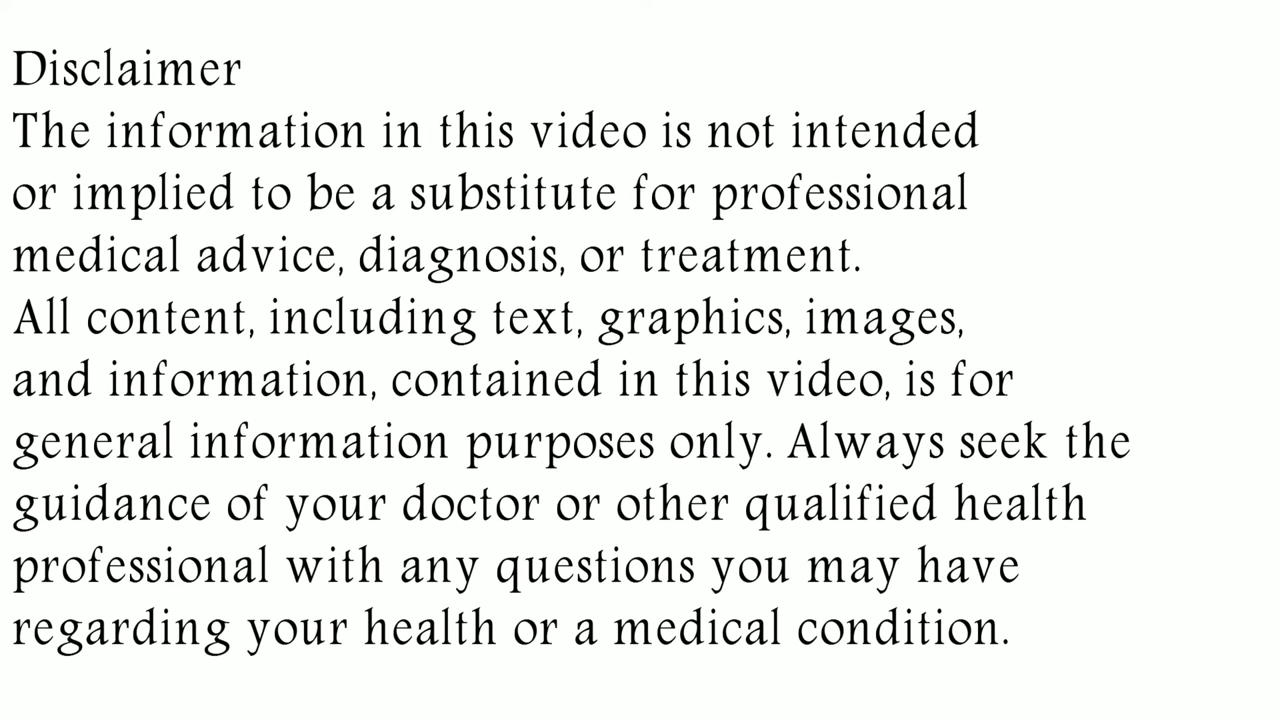 Disclaimer
The information in this video is not intended
or implied to be a substitute for professional
medical advice, diagnosis, or treatment.
All content, including text, graphics, images,
and information, contained in this video, is for
general information purposes only. Always seek the
guidance of your doctor or other qualified health
professional with any questions you may have
regarding your health or a medical condition.